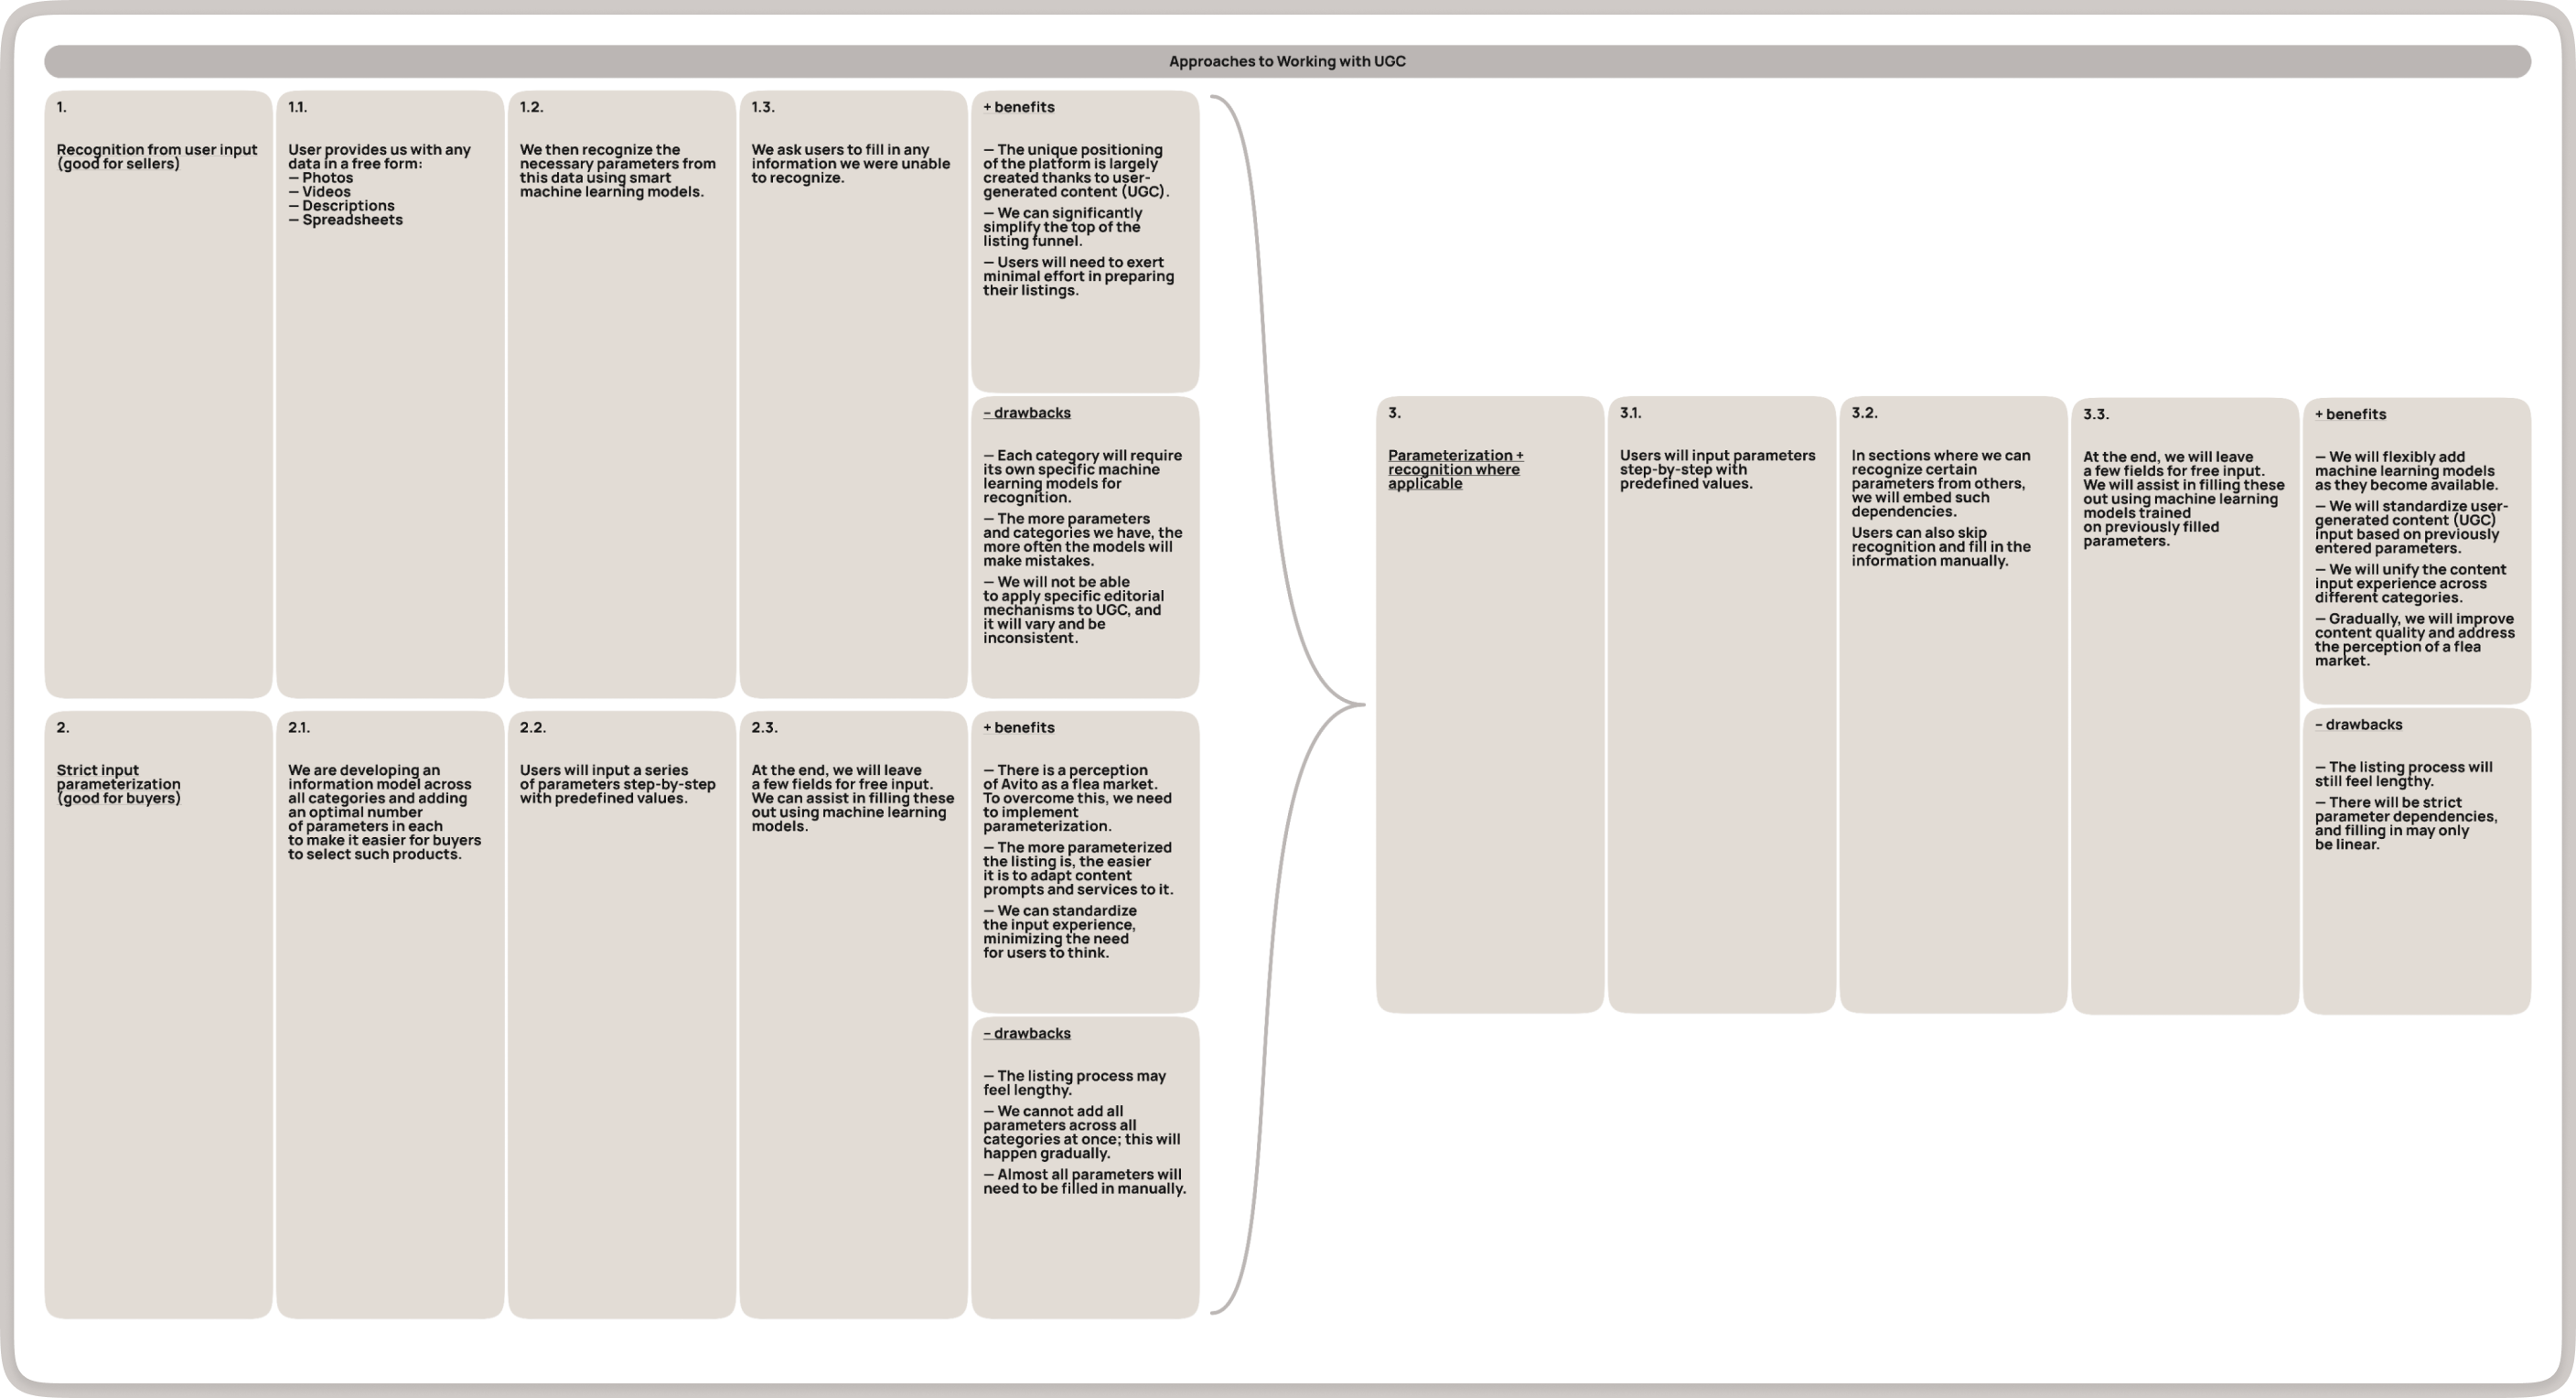 Approaches to Working with UGC
1.
Recognition from user input
(good for sellers)
1.1.
User provides us with any
data in a free form:
— Photos
— Videos
— Descriptions
— Spreadsheets
1.2.
We then recognize the
necessary parameters from
this data using smart
machine learning models.
1.3.
We ask users to fill in any
information we were unable
to recognize.
+ benefits
— The unique positioning
of the platform is largely
created thanks to user-
generated content (UGC).
— We can significantly
simplify the top of the
listing funnel.
— Users will need to exert
minimal effort in preparing
their listings.
– drawbacks
— Each category will require
its own specific machine
learning models for
recognition.
— The more parameters
and categories we have, the
more often the models will
make mistakes.
— We will not be able
to apply specific editorial
mechanisms to UGC, and
it will vary and be
inconsistent.
2.
Strict input
parameterization
(good for buyers)
2.1.
We are developing an
information model across
all categories and adding
an optimal number
of parameters in each
to make it easier for buyers
to select such products.
2.2.
Users will input a series
of parameters step-by-step
with predefined values.
2.3.
At the end, we will leave
a few fields for free input.
We can assist in filling these
out using machine learning
models.
+ benefits
— There is a perception
of Avito as a flea market.
To overcome this, we need
to implement
parameterization.
— The more parameterized
the listing is, the easier
it is to adapt content
prompts and services to it.
— We can standardize
the input experience,
minimizing the need
for users to think.
– drawbacks
— The listing process may
feel lengthy.
— We cannot add all
parameters across all
categories at once; this will
happen gradually.
— Almost all parameters will
need to be filled in manually.
3.
Parameterization +
recognition where
applicable
3.1.
Users will input parameters
step-by-step with
predefined values.
3.2.
In sections where we can
recognize certain
parameters from others,
we will embed such
dependencies.
Users can also skip
recognition and fill in the
information manually.
3.3.
At the end, we will leave
a few fields for free input.
We will assist in filling these
out using machine learning
models trained
on previously filled
parameters.
+ benefits
— We will flexibly add
machine learning models
as they become available.
— We will standardize user-
generated content (UGC)
input based on previously
entered parameters.
— We will unify the content
input experience across
different categories.
— Gradually, we will improve
content quality and address
the perception of a flea
market.
– drawbacks
— The listing process will
still feel lengthy.
— There will be strict
parameter dependencies,
and filling in may only
be linear.